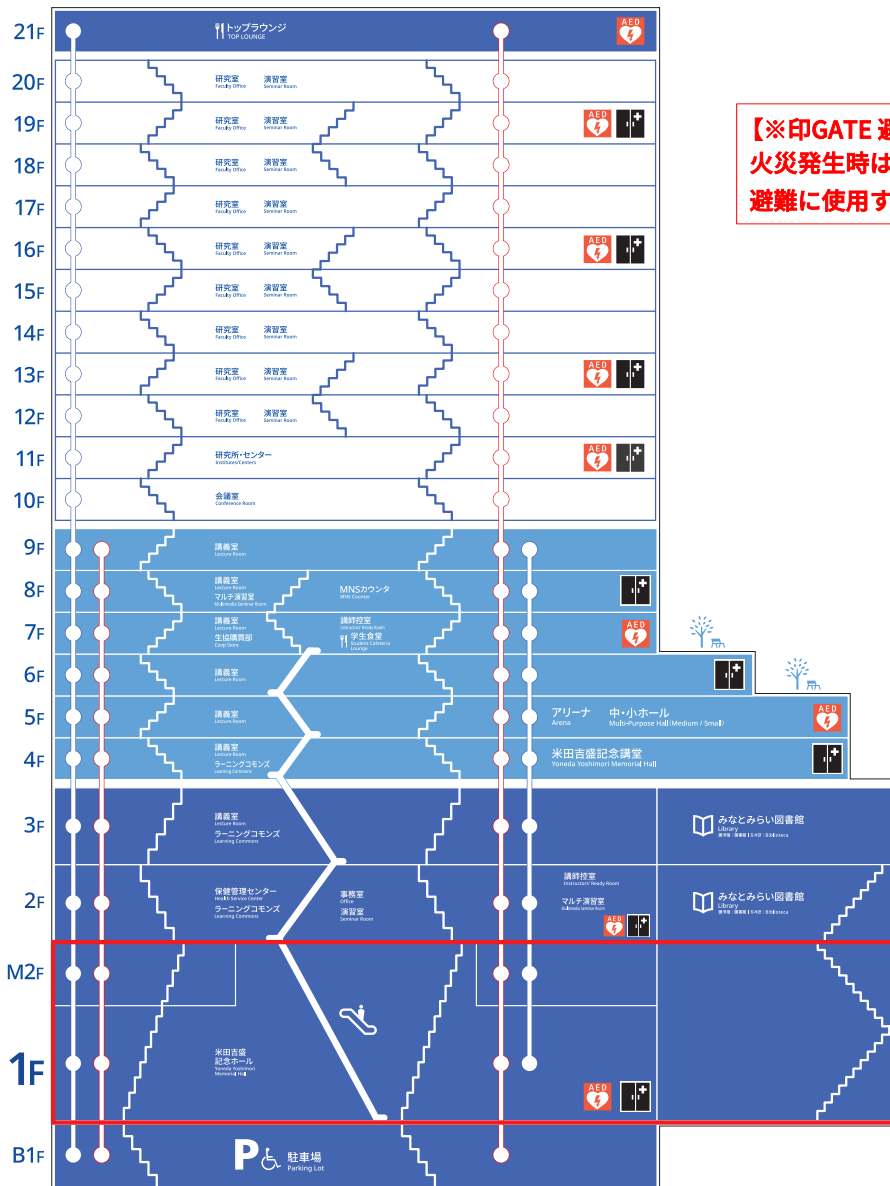 21F
トップラウンジ
TOP LOUNGE
AED
20F
研究室 演習室
Faculty Office Seminar Room
19F
研究室 演習室
Faculty Office Seminar Room
AED
【※印GATE 避
火災発生時は
避難に使用す
18F
研究室 演習室
Faculty Office Seminar Room
17F
研究室 演習室
Faculty Office Seminar Room
16F
研究室 演習室
Faculty Office Seminar Room
AED
15F
研究室 演習室
Faculty Office Seminar Room
14F
研究室 演習室
Faculty Office Seminar Room
13F
研究室 演習室
Faculty Office Seminar Room
AED
12F
研究室 演習室
Faculty Office Seminar Room
11F
研究所・センター
Institutes/Centers
AED
10F
会議室
Conference Room
9F
講義室
Lecture Room
8F
講義室
Lecture Room
マルチ演習室
Multimedia Seminar Room
MNSカウンタ
MNS Counter
7F
講義室
Lecture Room
生協購買部
Coop Store
講師控室
Instructors' Ready Room
学生食堂
Student Cafeteria
Lounge
AED
6F
講義室
Lecture Room
5F
講義室
Lecture Room
アリーナ 中・小ホール
Arena Multi-Purpose Hall (Medium / Small)
AED
4F
講義室
Lecture Room
ラーニングコモンズ
Learning Commons
米田吉盛記念講堂
Yoneda Yoshimori Memorial Hall
3F
講義室
Lecture Room
ラーニングコモンズ
Learning Commons
みなとみらい図書館
Library
2F
保健管理センター
Health Service Center
ラーニングコモンズ
Learning Commons
事務室
Office
演習室
Seminar Room
講師控室
Instructors' Ready Room
マルチ演習室
Multimedia Seminar Room
AED
みなとみらい図書館
Library
M2F
1F
米田吉盛
記念ホール
Yoneda Yoshimori
Memorial Hall
AED
B1F
P 駐車場
Parking Lot